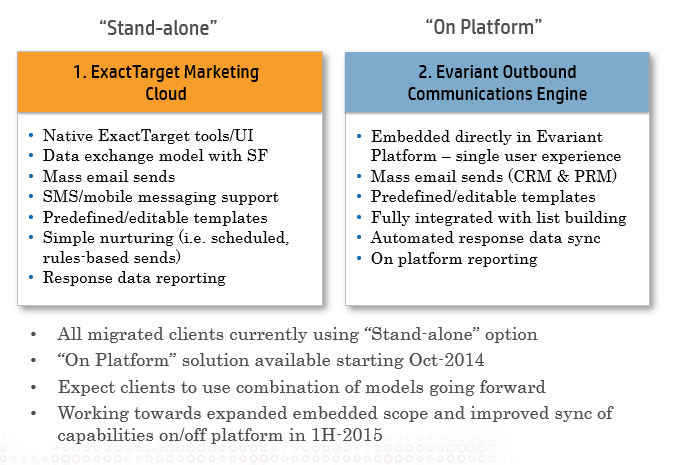 “Stand-alone”
“On Platform”
1. ExactTarget Marketing
Cloud
• Native ExactTarget tools/UI
• Data exchange model with SF
• Mass email sends
• SMS/mobile messaging support
• Predefined/editable templates
• Simple nurturing (i.e. scheduled,
rules-based sends)
• Response data reporting
2. Evariant Outbound
Communications Engine
• Embedded directly in Evariant
Platform – single user experience
• Mass email sends (CRM & PRM)
• Predefined/editable templates
• Fully integrated with list building
• Automated response data sync
• On platform reporting
• All migrated clients currently using “Stand-alone” option
• “On Platform” solution available starting Oct-2014
• Expect clients to use combination of models going forward
• Working towards expanded embedded scope and improved sync of
capabilities on/off platform in 1H-2015